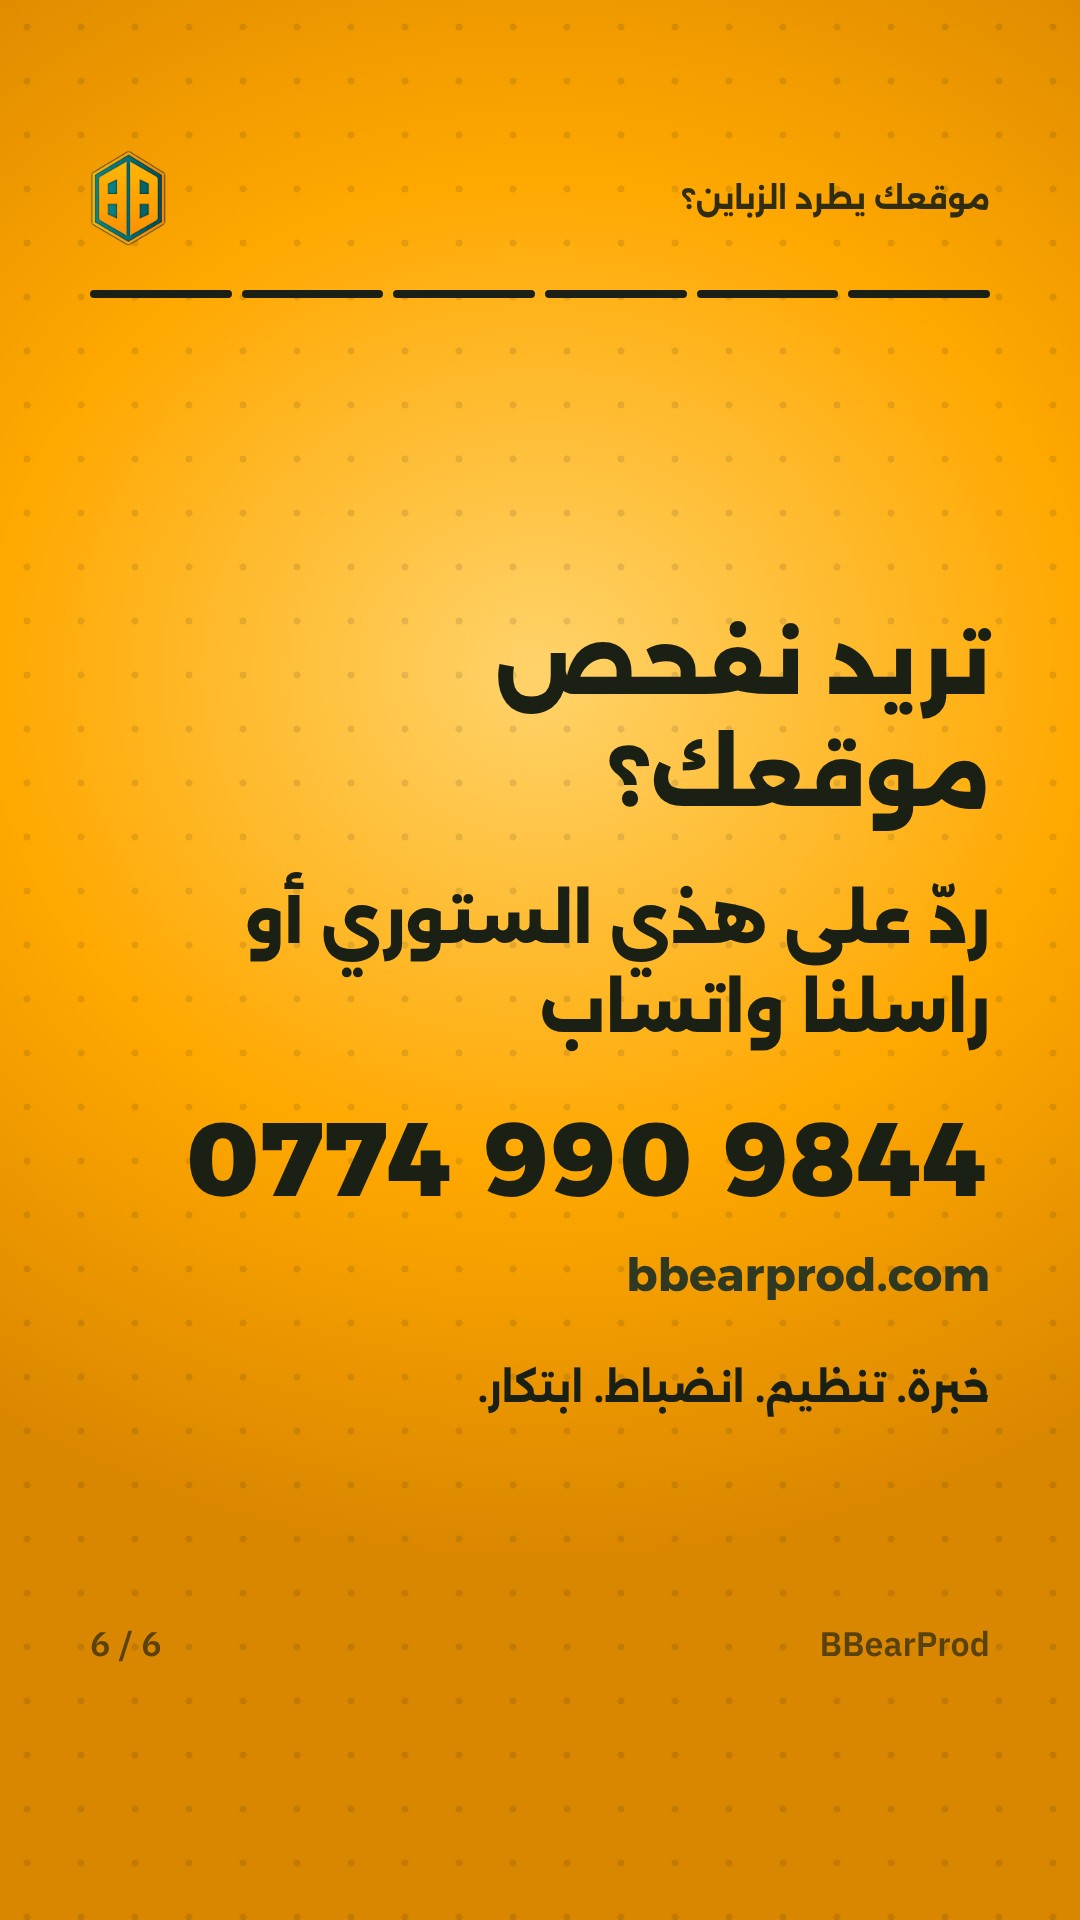 موقعك يطرد الزباين؟
تريد نفحص
موقعك؟
ردّ على هذي الستوري أو
راسلنا واتساب
0774 990 9844
bbearprod.com
خبرة. تنظيم. انضباط. ابتكار.
BBearProd
6 / 6